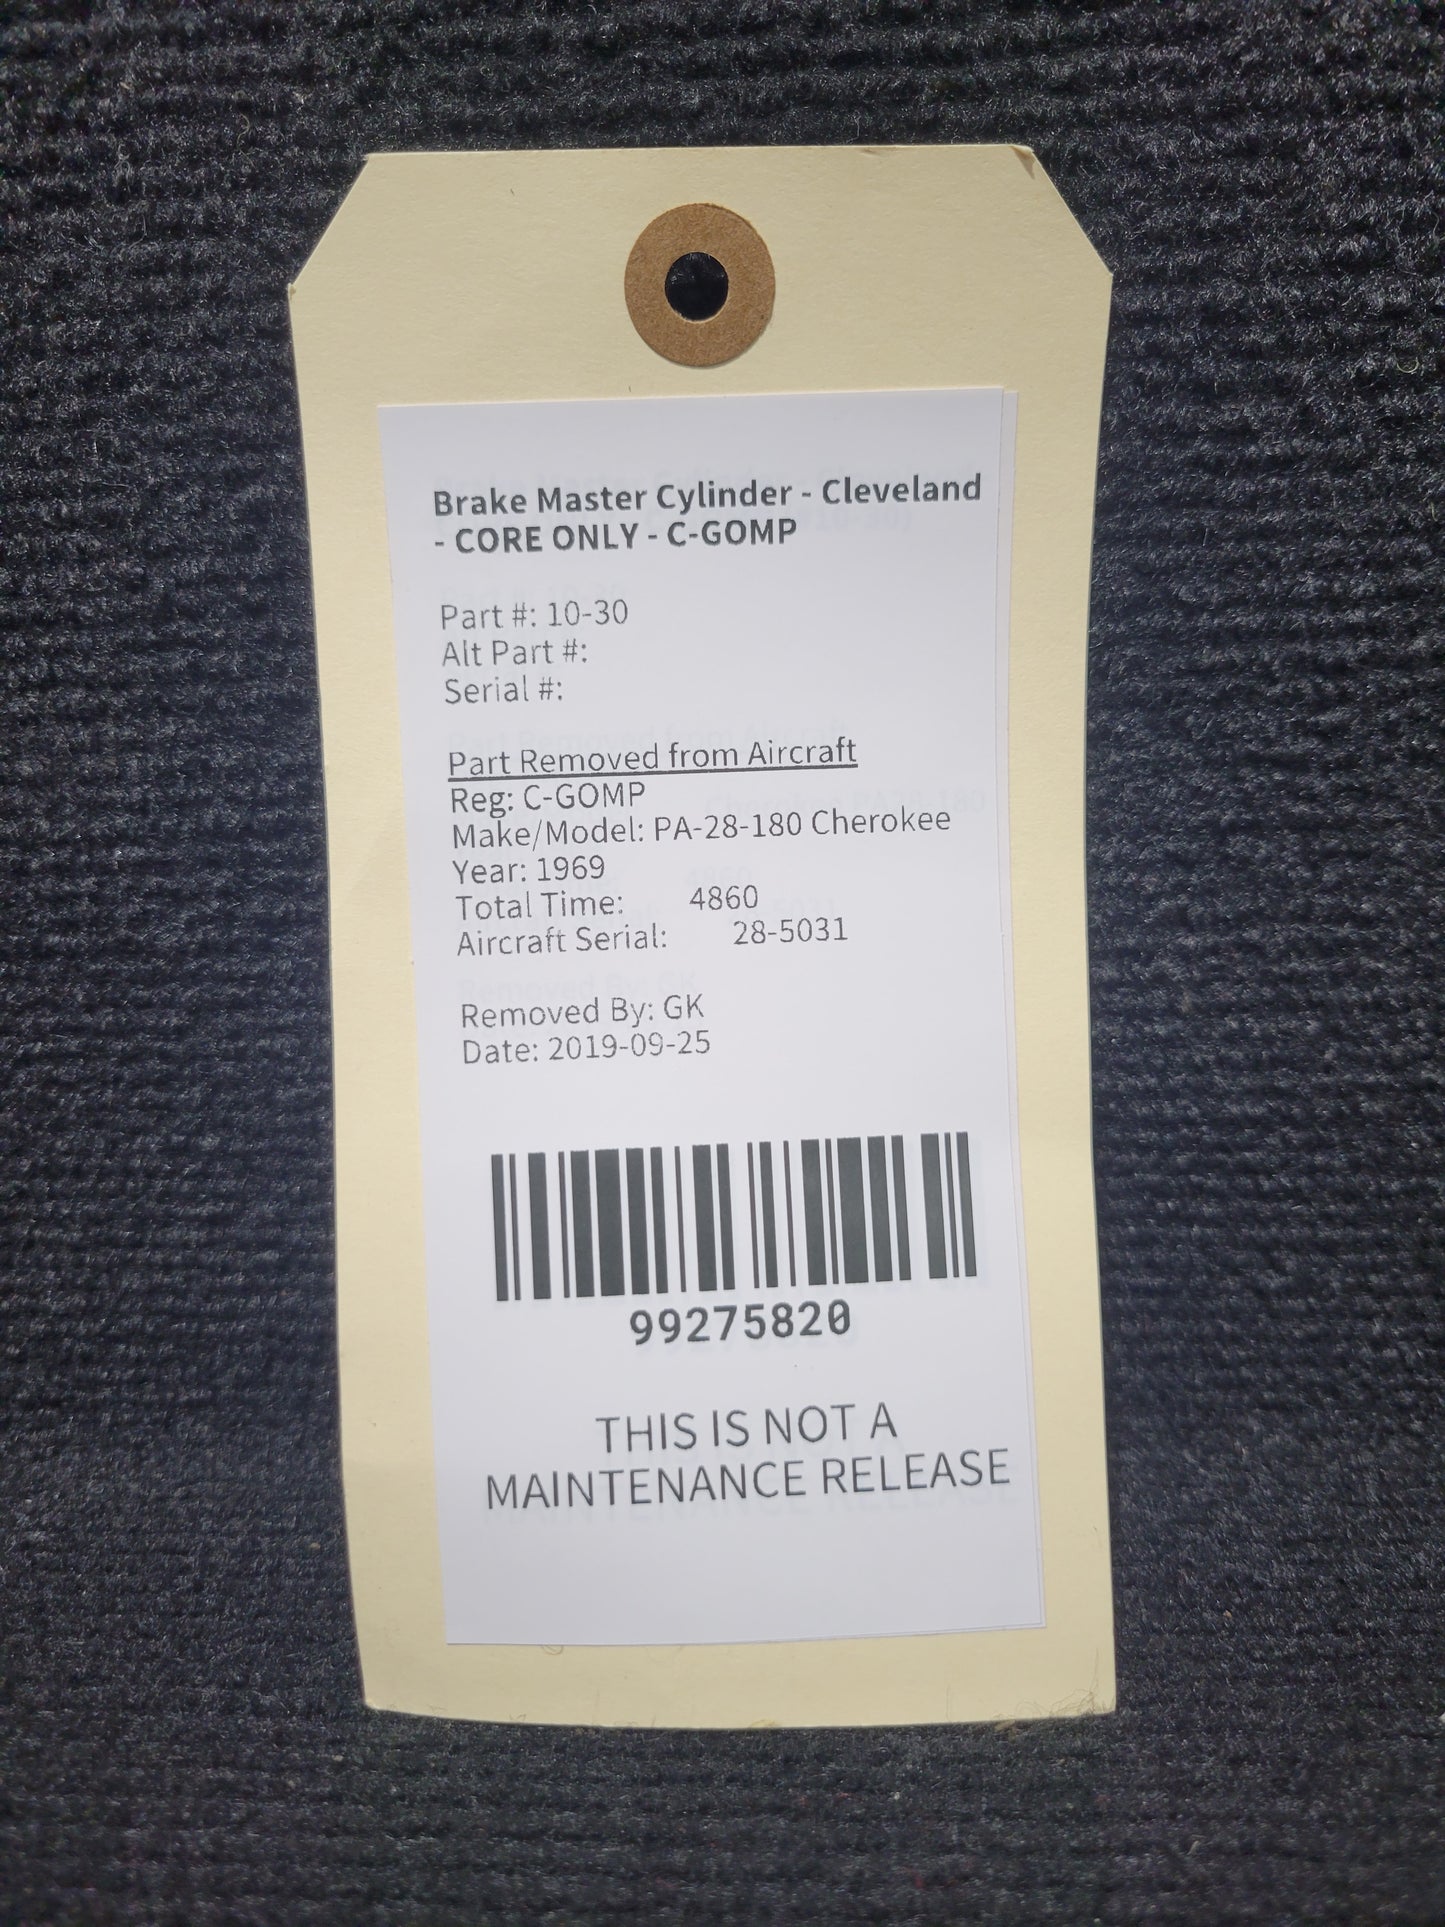 Brake Master Cylinder - Cleveland
- CORE ONLY - C-GOMP
Part #: 10-30
Alt Part #:
Serial #:
Part Removed from Aircraft
Reg: C-GOMP
Make/Model: PA-28-180 Cherokee
Year: 1969
Total Time: 4860
Aircraft Serial: 28-5031
Removed By: GK
Date: 2019-09-25
99275820
THIS IS NOT A
MAINTENANCE RELEASE